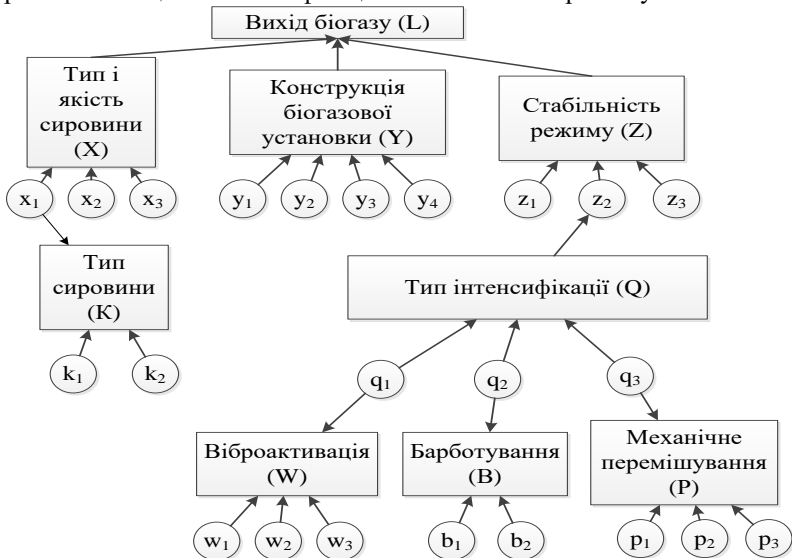 Вихід біогазу (L)
Тип і
якість
сировини
(X)
Конструкція
біогазової
установки (Y)
Стабільність
режиму (Z)
x₁ x₂ x₃ y₁ y₂ y₃ y₄ z₁ z₂ z₃
Тип
сировини
(K)
Тип інтенсифікації (Q)
k₁ k₂ q₁ q₂ q₃
Віброактивація
(W)
Барботування
(B)
Механічне
перемішування
(P)
w₁ w₂ w₃ b₁ b₂ p₁ p₂ p₃